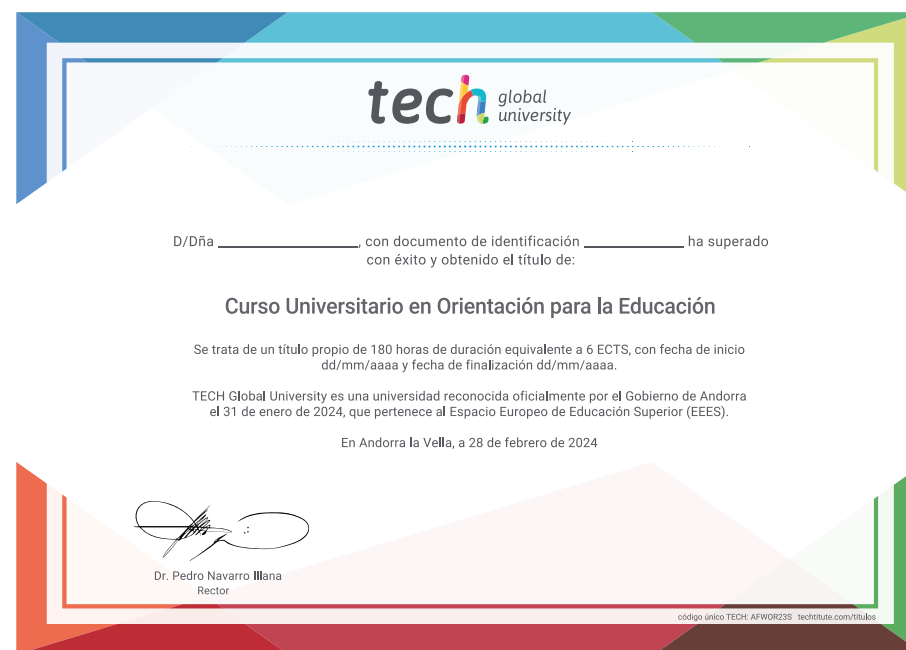 tech global
university
D/Dña ______________, con documento de identificación __________ ha superado
con éxito y obtenido el título de:
Curso Universitario en Orientación para la Educación
Se trata de un título propio de 180 horas de duración equivalente a 6 ECTS, con fecha de inicio
dd/mm/aaaa y fecha de finalización dd/mm/aaaa.
TECH Global University es una universidad reconocida oficialmente por el Gobierno de Andorra
el 31 de enero de 2024, que pertenece al Espacio Europeo de Educación Superior (EEES).
En Andorra la Vella, a 28 de febrero de 2024
Dr. Pedro Navarro Illana
Rector
código único TECH: AFWOR23S techtitute.com/titulos